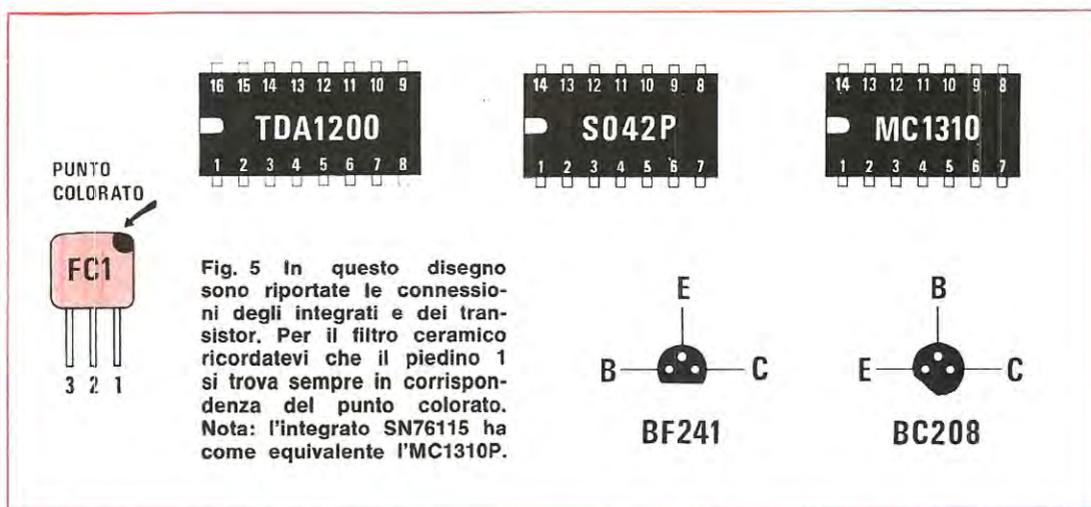 16 15 14 13 12 11 10 9
TDA1200
1 2 3 4 5 6 7 8
14 13 12 11 10 9 8
S042P
1 2 3 4 5 6 7
14 13 12 11 10 9 8
MC1310
1 2 3 4 5 6 7
PUNTO
COLORATO
FC1
3 2 1
Fig. 5 In questo disegno
sono riportate le connessio-
ni degli integrati e dei tran-
sistor. Per il filtro ceramico
ricordatevi che il piedino 1
si trova sempre in corrispon-
denza del punto colorato.
Nota: l'integrato SN76115 ha
come equivalente l'MC1310P.
E
B C
BF241
B
E C
BC208